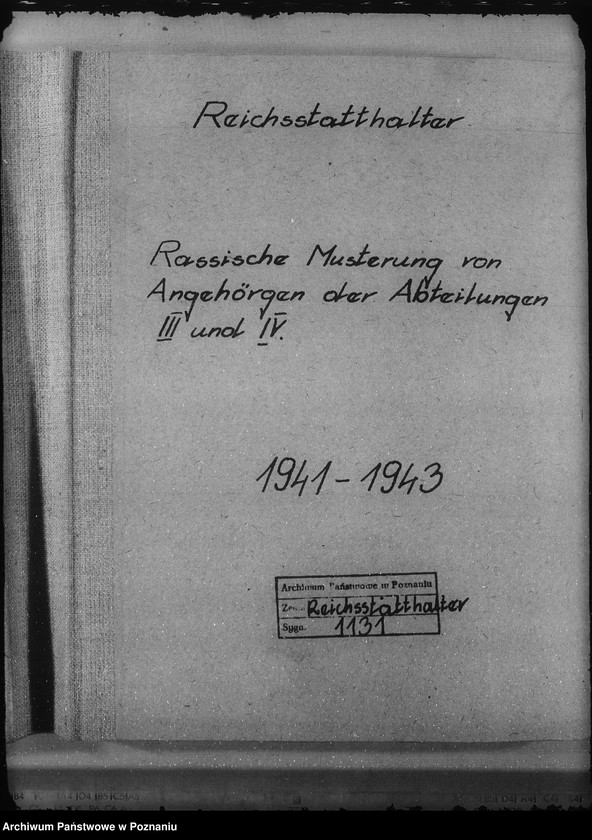 Reichsstatthalter
Rassische Musterung von
Angehörgen der Abteilungen
III und IV.
1941-1943
Archiwum Państwowe w Poznaniu
Reichsstatthalter
Sygn. 1131
Archiwum Państwowe w Poznaniu